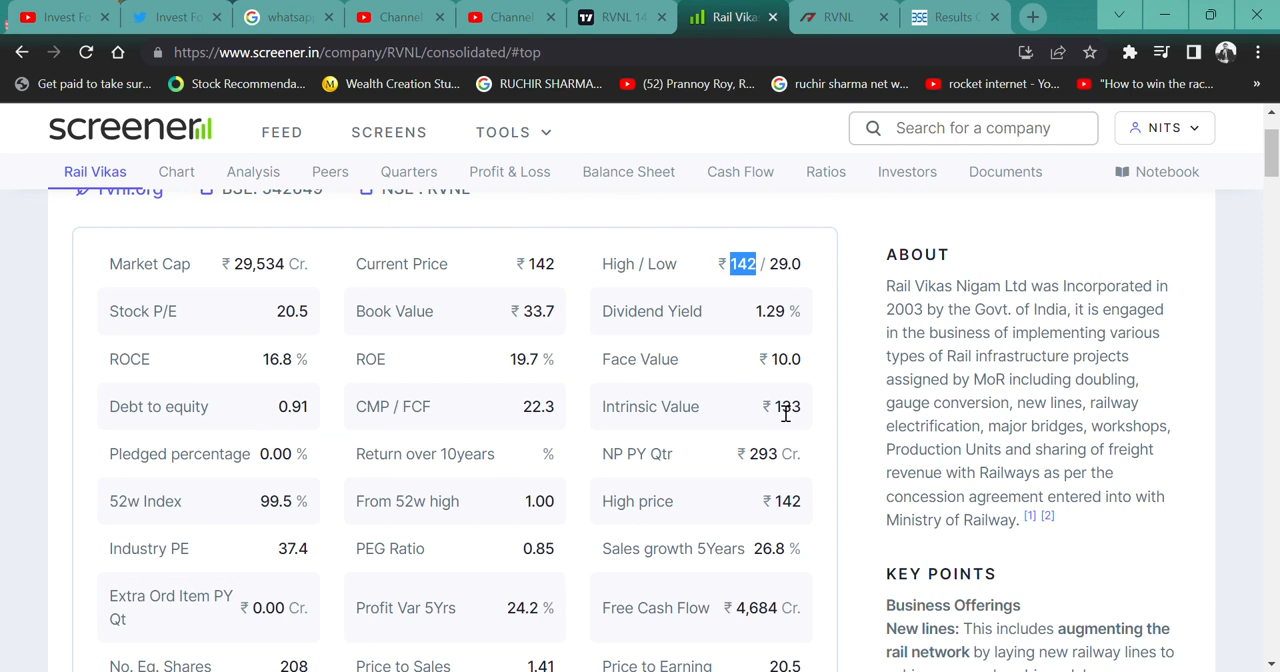 Invest Fo
Invest Fo
whatsap
Channel
Channel
RVNL 14
Rail Vika
RVNL
Results
https://www.screener.in/company/RVNL/consolidated/#top
Get paid to take sur...
Stock Recommenda...
Wealth Creation Stu...
RUCHIR SHARMA...
(52) Prannoy Roy, R...
ruchir sharma net w...
rocket internet - Yo...
"How to win the rac...
»
screener
FEED
SCREENS
TOOLS
Search for a company
NITS
Rail Vikas
Chart
Analysis
Peers
Quarters
Profit & Loss
Balance Sheet
Cash Flow
Ratios
Investors
Documents
Notebook
rvnl.org
BSE: 542649
NSE : RVNL
Market Cap ₹ 29,534 Cr.
Current Price ₹ 142
High / Low ₹ 142 / 29.0
Stock P/E 20.5
Book Value ₹ 33.7
Dividend Yield 1.29 %
ROCE 16.8 %
ROE 19.7 %
Face Value ₹ 10.0
Debt to equity 0.91
CMP / FCF 22.3
Intrinsic Value ₹ 133
Pledged percentage 0.00 %
Return over 10years %
NP PY Qtr ₹ 293 Cr.
52w Index 99.5 %
From 52w high 1.00
High price ₹ 142
Industry PE 37.4
PEG Ratio 0.85
Sales growth 5Years 26.8 %
Extra Ord Item PY
Qt
₹ 0.00 Cr.
Profit Var 5Yrs 24.2 %
Free Cash Flow ₹ 4,684 Cr.
No. Eq. Shares 208
Price to Sales 1.41
Price to Earning 20.5
ABOUT
Rail Vikas Nigam Ltd was Incorporated in
2003 by the Govt. of India, it is engaged
in the business of implementing various
types of Rail infrastructure projects
assigned by MoR including doubling,
gauge conversion, new lines, railway
electrification, major bridges, workshops,
Production Units and sharing of freight
revenue with Railways as per the
concession agreement entered into with
Ministry of Railway. [1] [2]
KEY POINTS
Business Offerings
New lines: This includes augmenting the
rail network by laying new railway lines to